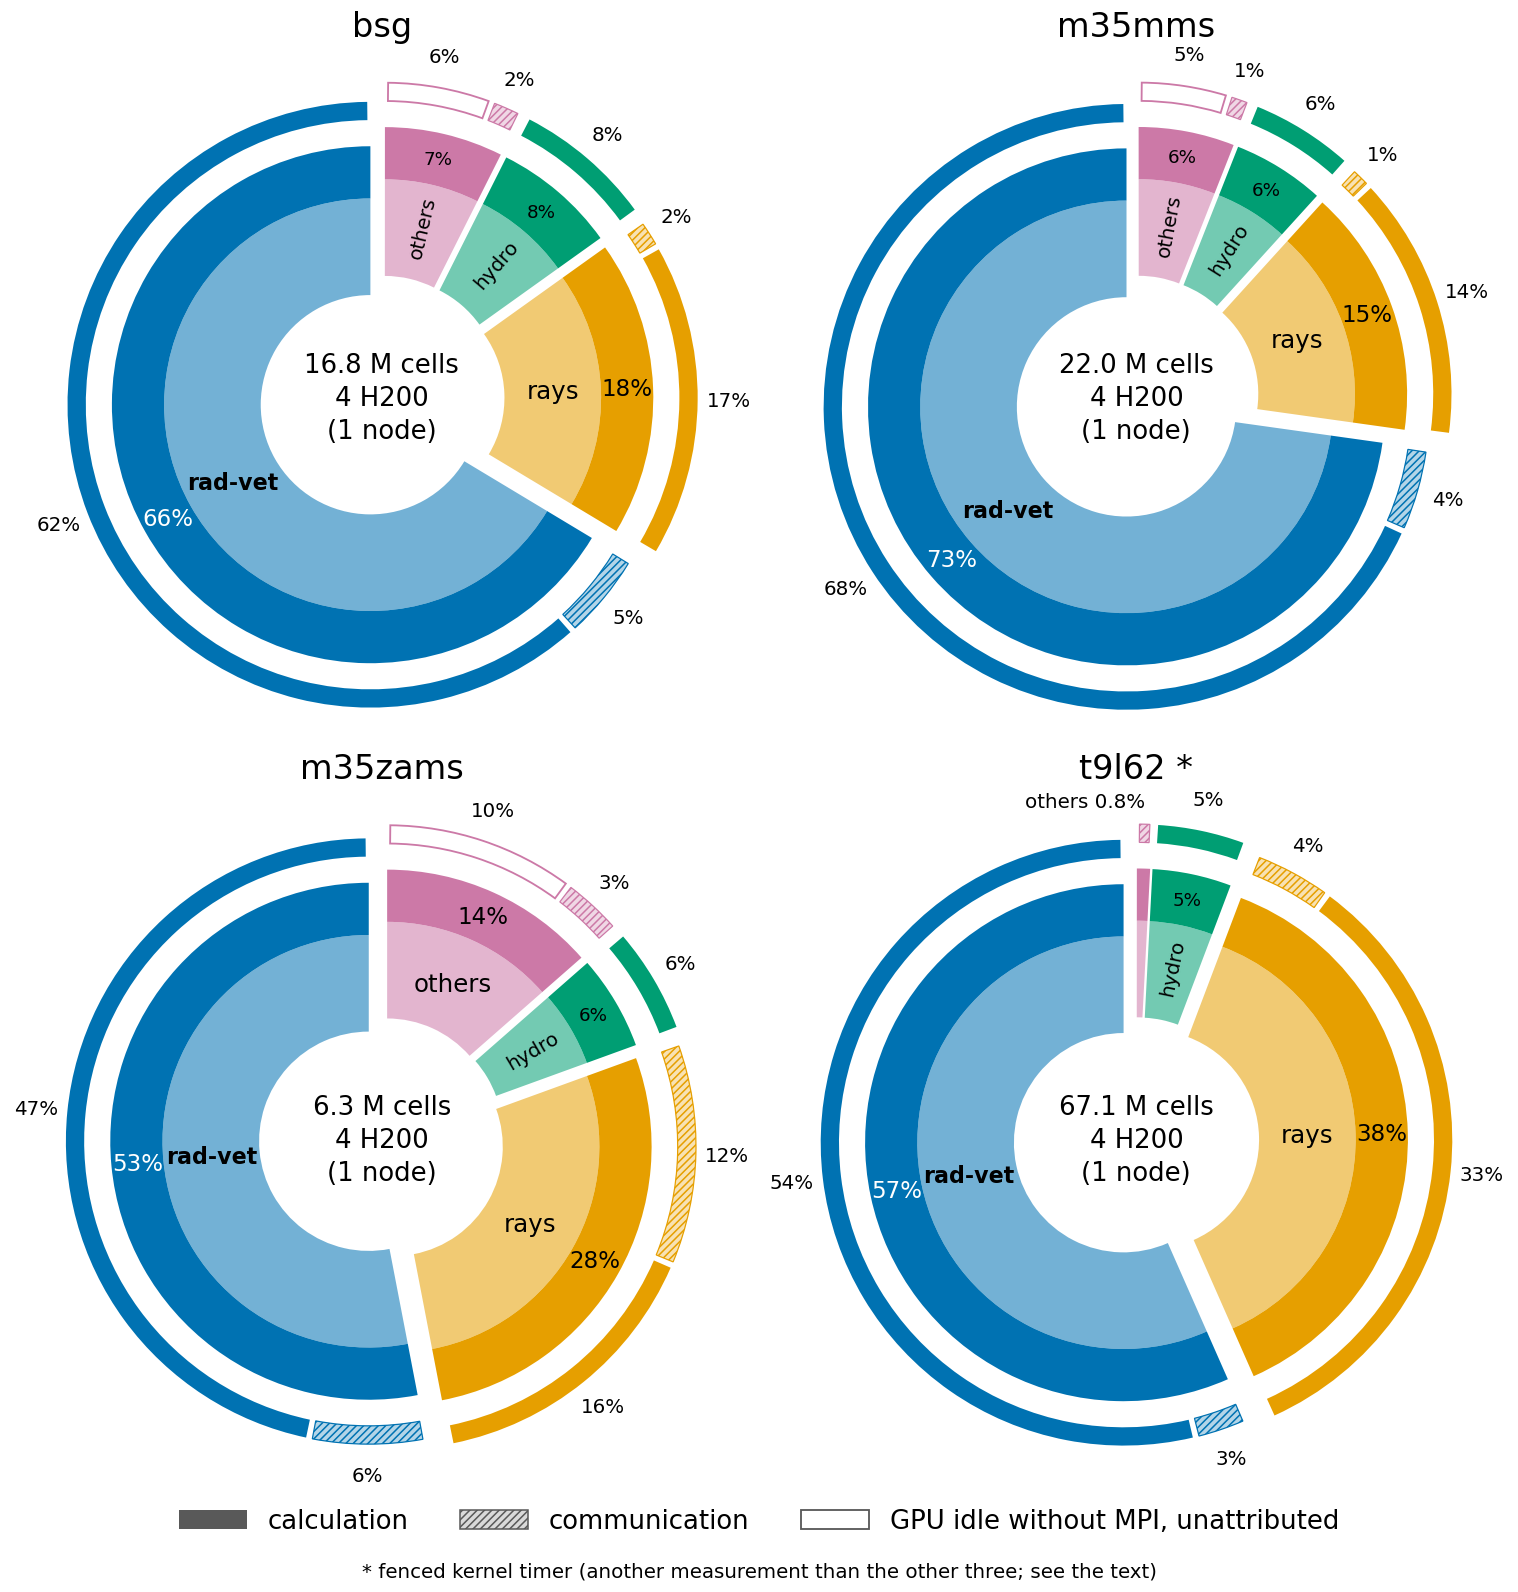 bsg
6%
2%
8%
2%
17%
5%
62%
7%
others
8%
hydro
18%
rays
rad-vet
66%
16.8 M cells
4 H200
(1 node)
m35mms
5%
1%
6%
1%
14%
4%
68%
6%
others
6%
hydro
15%
rays
rad-vet
73%
22.0 M cells
4 H200
(1 node)
m35zams
10%
3%
6%
12%
16%
6%
47%
14%
others
6%
hydro
rays
28%
53%
rad-vet
6.3 M cells
4 H200
(1 node)
t9l62 *
others 0.8%
5%
4%
33%
3%
54%
5%
hydro
rays
38%
57%
rad-vet
67.1 M cells
4 H200
(1 node)
calculation
communication
GPU idle without MPI, unattributed
* fenced kernel timer (another measurement than the other three; see the text)